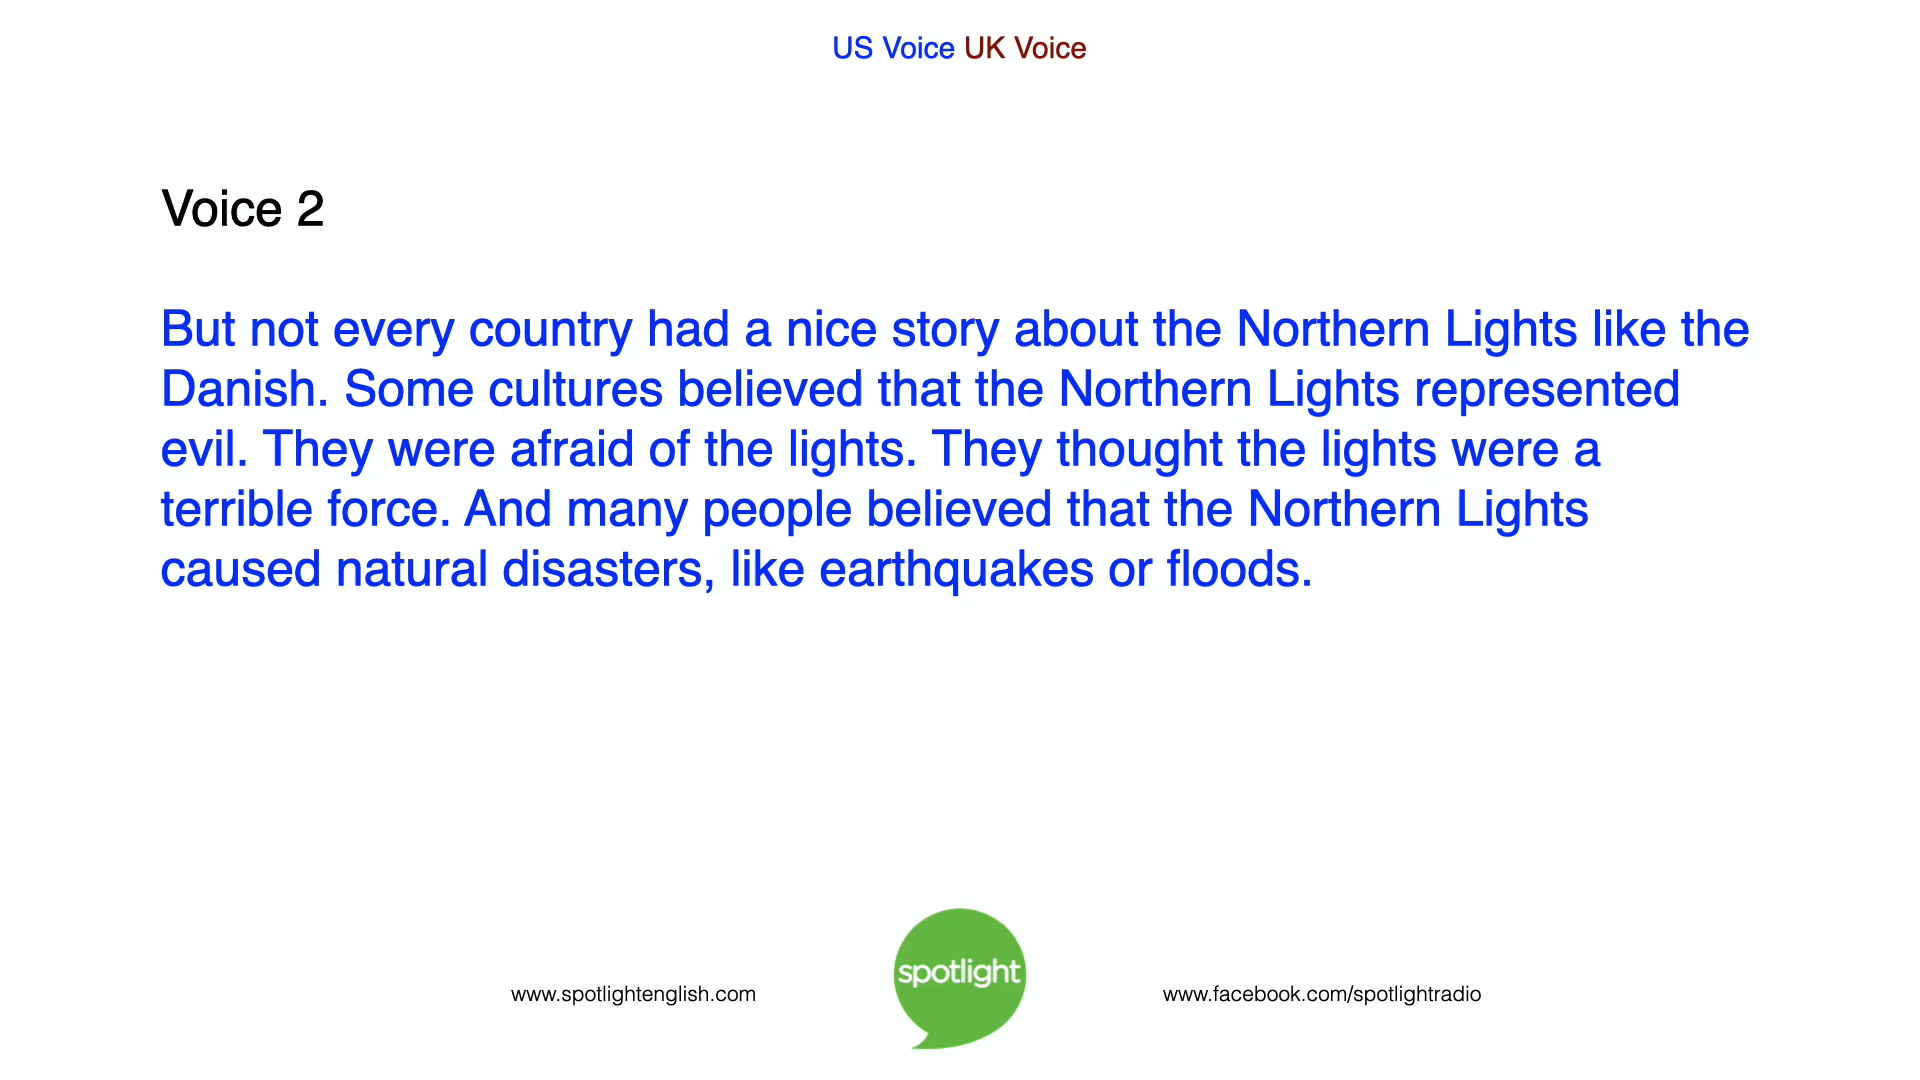 US Voice UK Voice
Voice 2
But not every country had a nice story about the Northern Lights like the
Danish. Some cultures believed that the Northern Lights represented
evil. They were afraid of the lights. They thought the lights were a
terrible force. And many people believed that the Northern Lights
caused natural disasters, like earthquakes or floods.
www.spotlightenglish.com
spotlight
www.facebook.com/spotlightradio